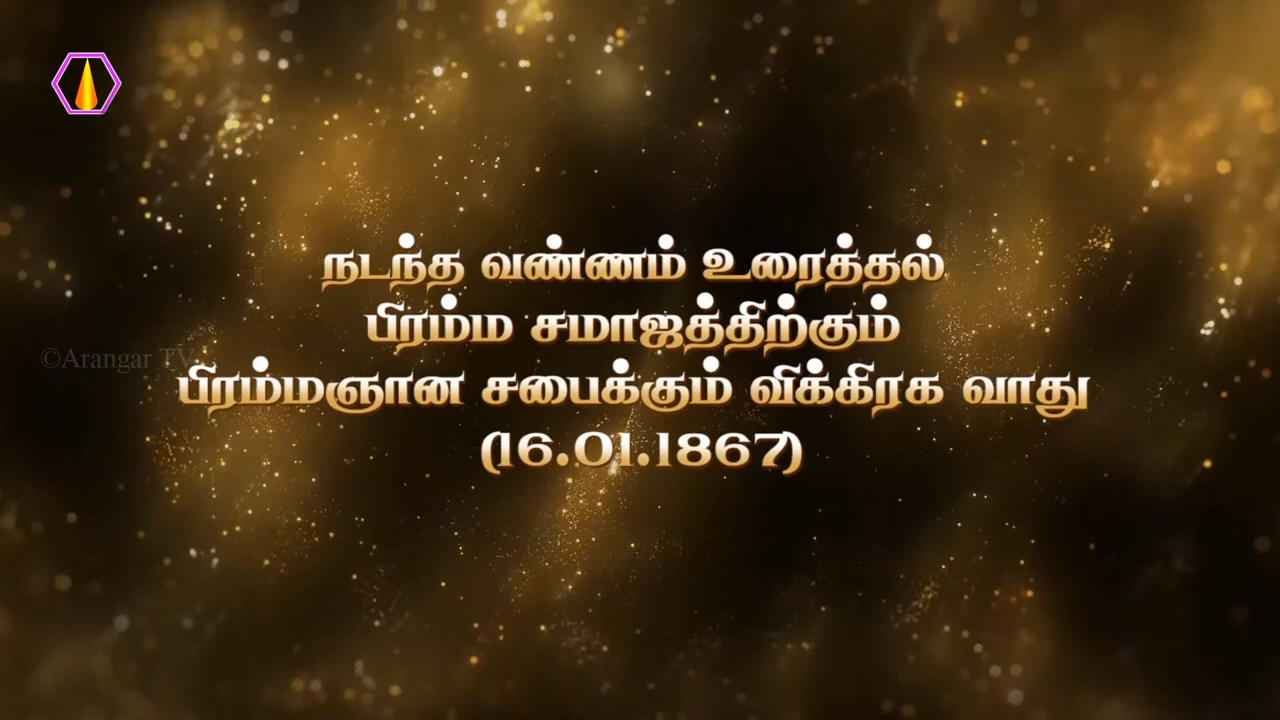 நடந்த வண்ணம் உரைத்தல்
பிரம்ம சமாஜத்திற்கும்
©Arangar TV
பிரம்மஞான சபைக்கும் விக்கிரக வாது
(16.01.1867)